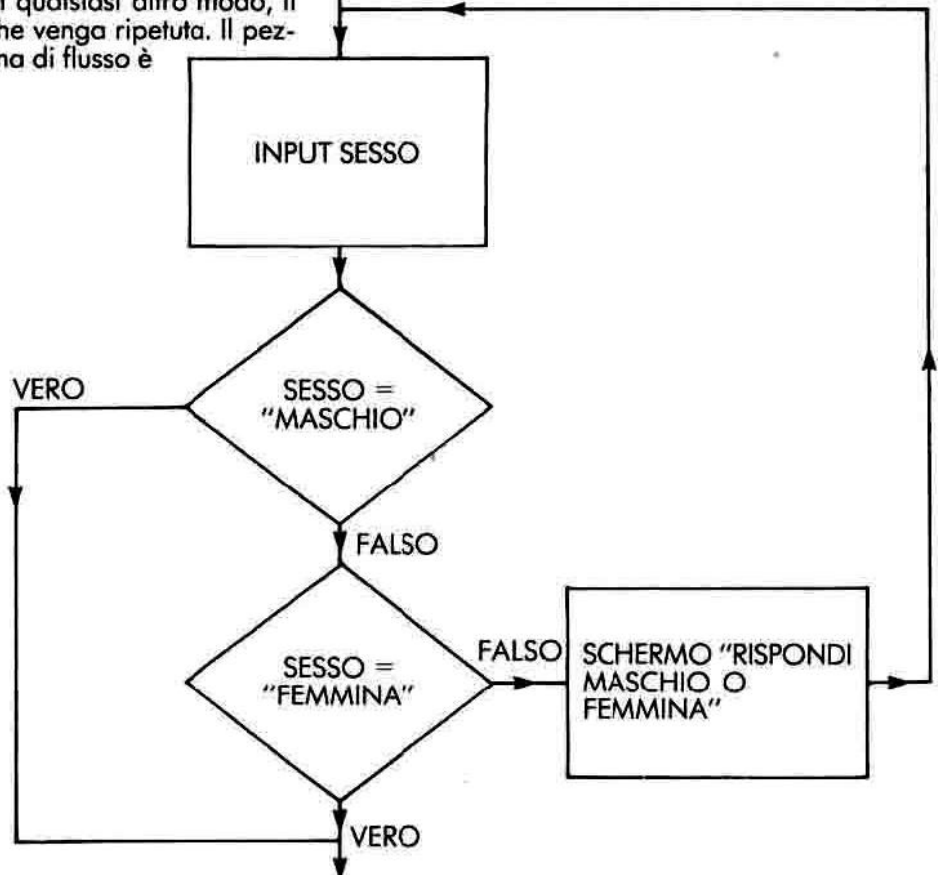 qualsiasi altro modo, il
he venga ripetuta. Il pez-
na di flusso è
INPUT SESSO
SESSO =
"MASCHIO"
VERO
FALSO
SESSO =
"FEMMINA"
FALSO
SCHERMO "RISPONDI
MASCHIO O
FEMMINA"
VERO